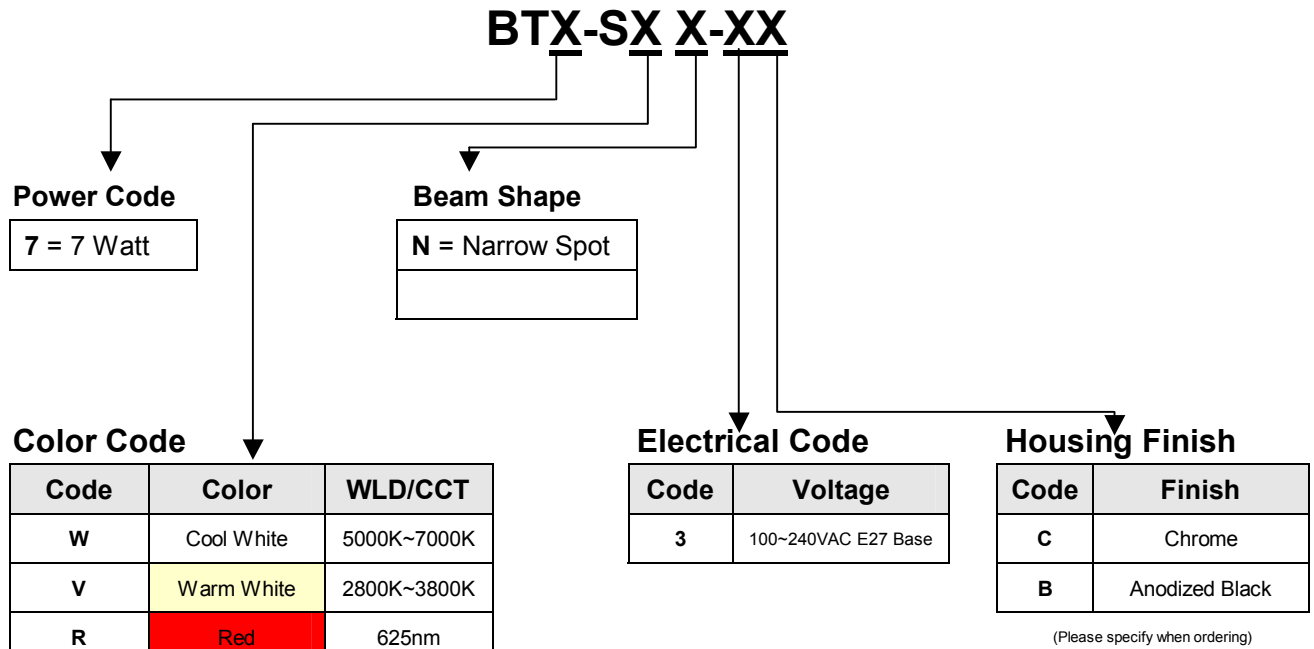 BTX-SX X-XX
Power Code
7 = 7 Watt
Beam Shape
N = Narrow Spot
Color Code
Code Color WLD/CCT
W Cool White 5000K~7000K
V Warm White 2800K~3800K
R Red 625nm
Electrical Code
Code Voltage
3 100~240VAC E27 Base
Housing Finish
Code Finish
C Chrome
B Anodized Black
(Please specify when ordering)